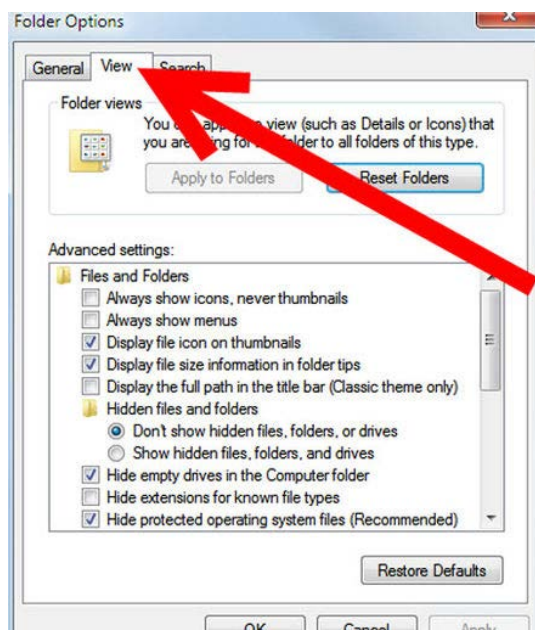 Folder Options
General View Search
Folder views
You can apply the view (such as Details or Icons) that
you are using for this folder to all folders of this type.
Apply to Folders Reset Folders
Advanced settings:
Files and Folders
Always show icons, never thumbnails
Always show menus
Display file icon on thumbnails
Display file size information in folder tips
Display the full path in the title bar (Classic theme only)
Hidden files and folders
Don't show hidden files, folders, or drives
Show hidden files, folders, and drives
Hide empty drives in the Computer folder
Hide extensions for known file types
Hide protected operating system files (Recommended)
Restore Defaults
OK Cancel Apply